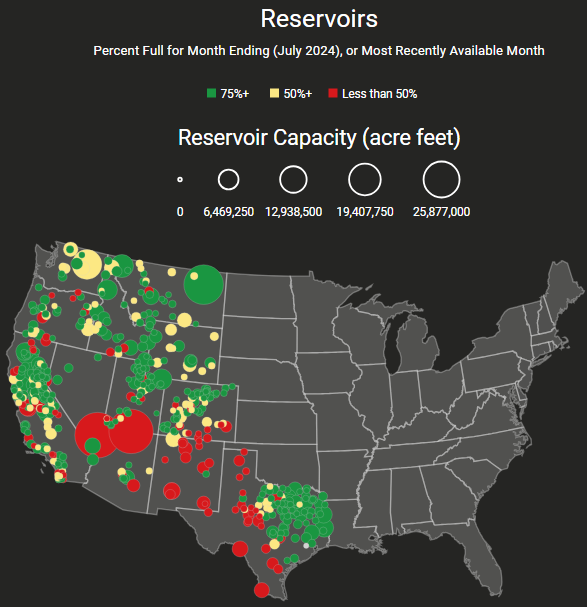 Reservoirs
Percent Full for Month Ending (July 2024), or Most Recently Available Month
75%+ 50%+ Less than 50%
Reservoir Capacity (acre feet)
0 6,469,250 12,938,500 19,407,750 25,877,000